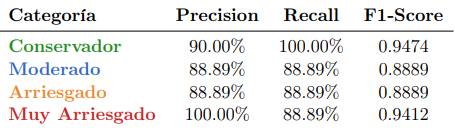 Categoría Precision Recall F1-Score
Conservador 90.00% 100.00% 0.9474
Moderado 88.89% 88.89% 0.8889
Arriesgado 88.89% 88.89% 0.8889
Muy Arriesgado 100.00% 88.89% 0.9412